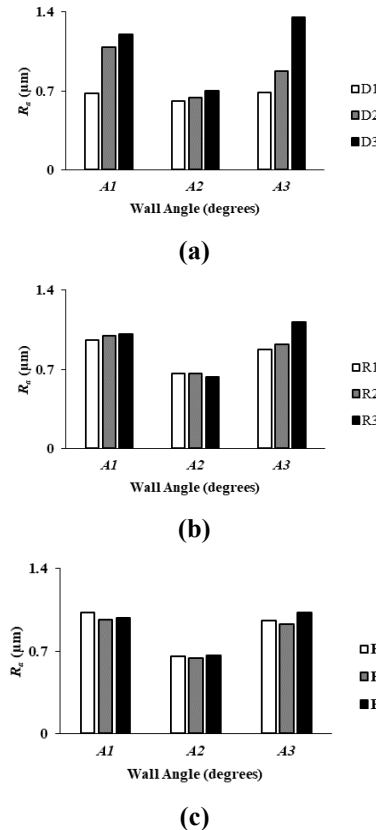 1.4
0.7
0
Ra (µm)
A1 A2 A3
Wall Angle (degrees)
D1
D2
D3
(a)
1.4
0.7
0
Ra (µm)
A1 A2 A3
Wall Angle (degrees)
R1
R2
R3
(b)
1.4
0.7
0
Ra (µm)
A1 A2 A3
Wall Angle (degrees)
(c)